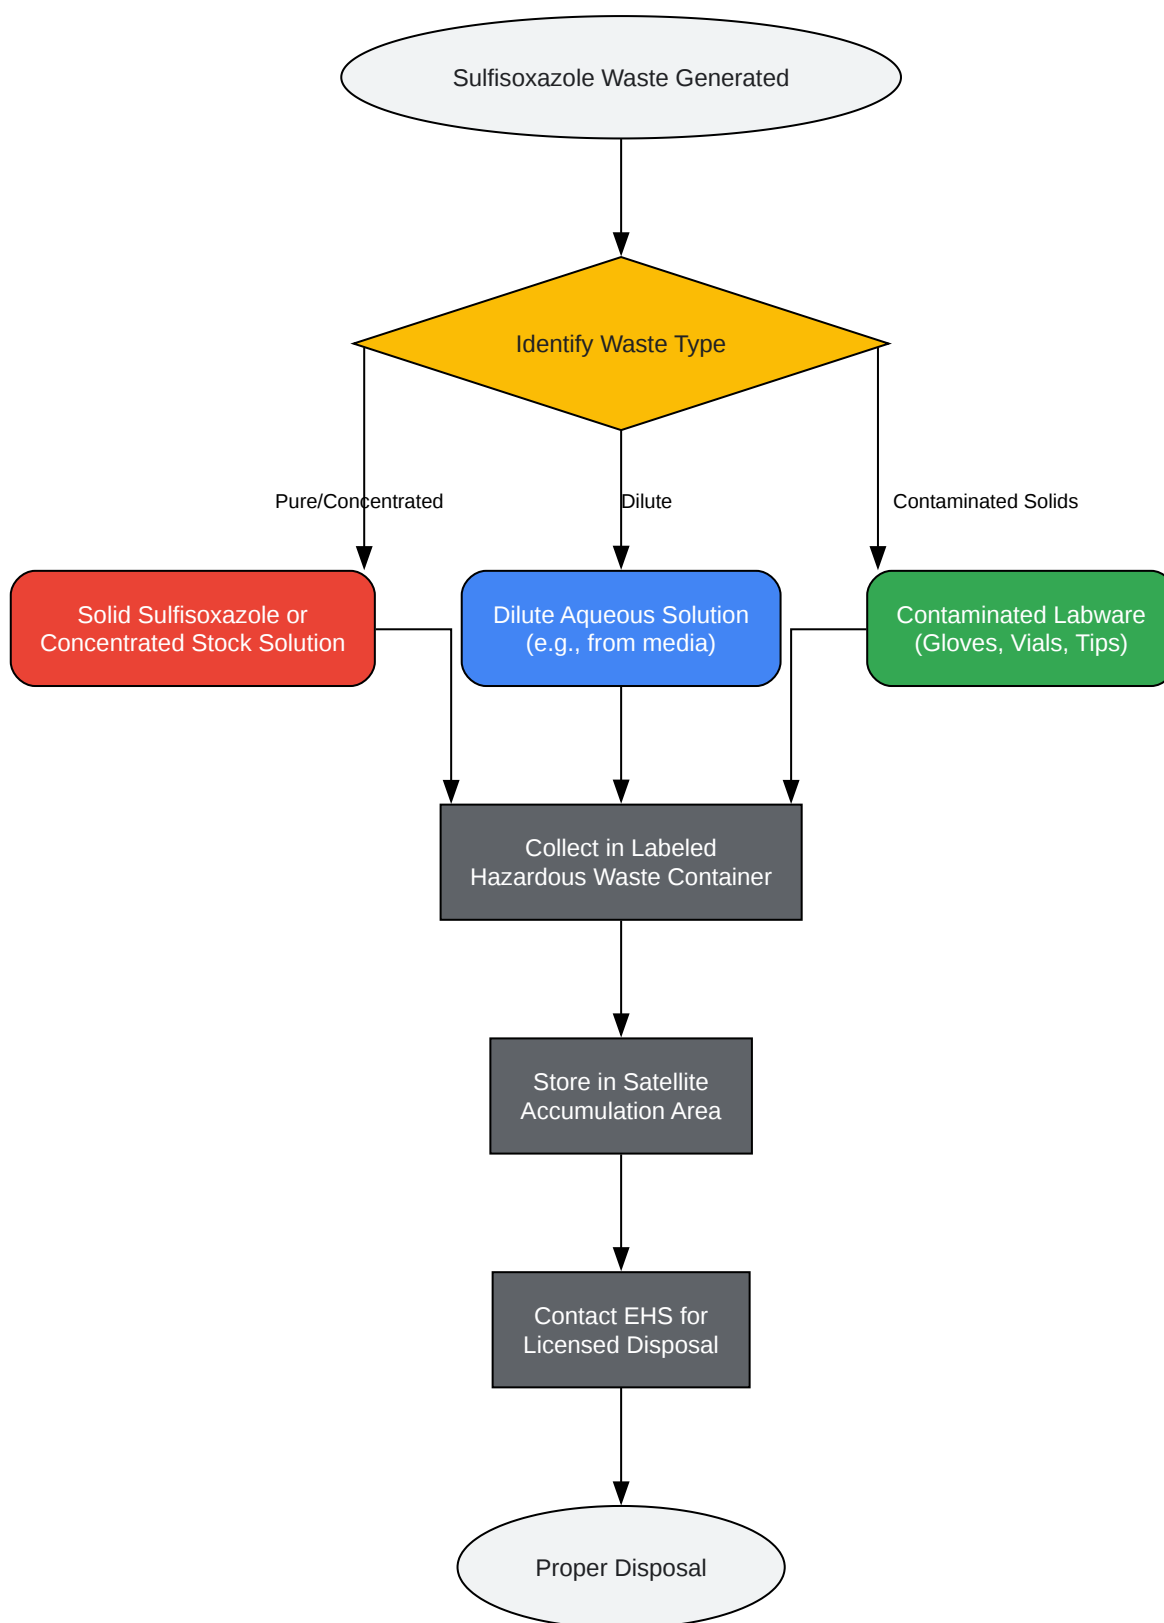 Sulfisoxazole Waste Generated
Identify Waste Type
Pure/Concentrated
Dilute
Contaminated Solids
Solid Sulfisoxazole or
Concentrated Stock Solution
Dilute Aqueous Solution
(e.g., from media)
Contaminated Labware
(Gloves, Vials, Tips)
Collect in Labeled
Hazardous Waste Container
Store in Satellite
Accumulation Area
Contact EHS for
Licensed Disposal
Proper Disposal